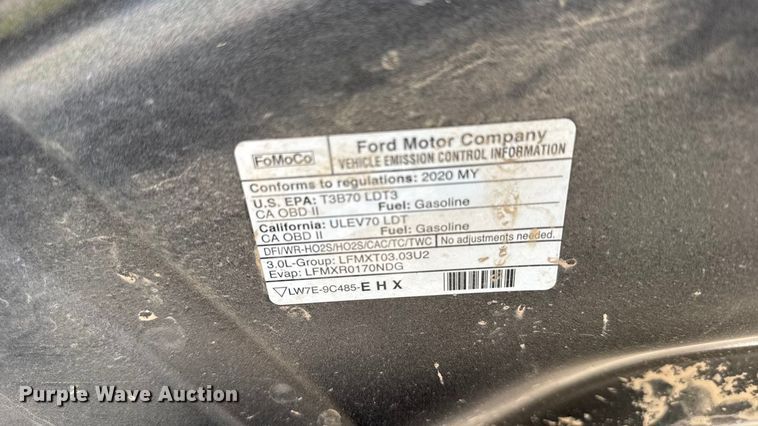 FoMoCo
Ford Motor Company
VEHICLE EMISSION CONTROL INFORMATION
Conforms to regulations: 2020 MY
U.S. EPA: T3B70 LDT3
CA OBD II Fuel: Gasoline
California: ULEV70 LDT
CA OBD II Fuel: Gasoline
DFI/WR-HO2S/HO2S/CAC/TC/TWC No adjustments needed.
3.0L-Group: LFMXT03.03U2
Evap: LFMXR0170NDG
LW7E-9C485-EHX
Purple Wave Auction